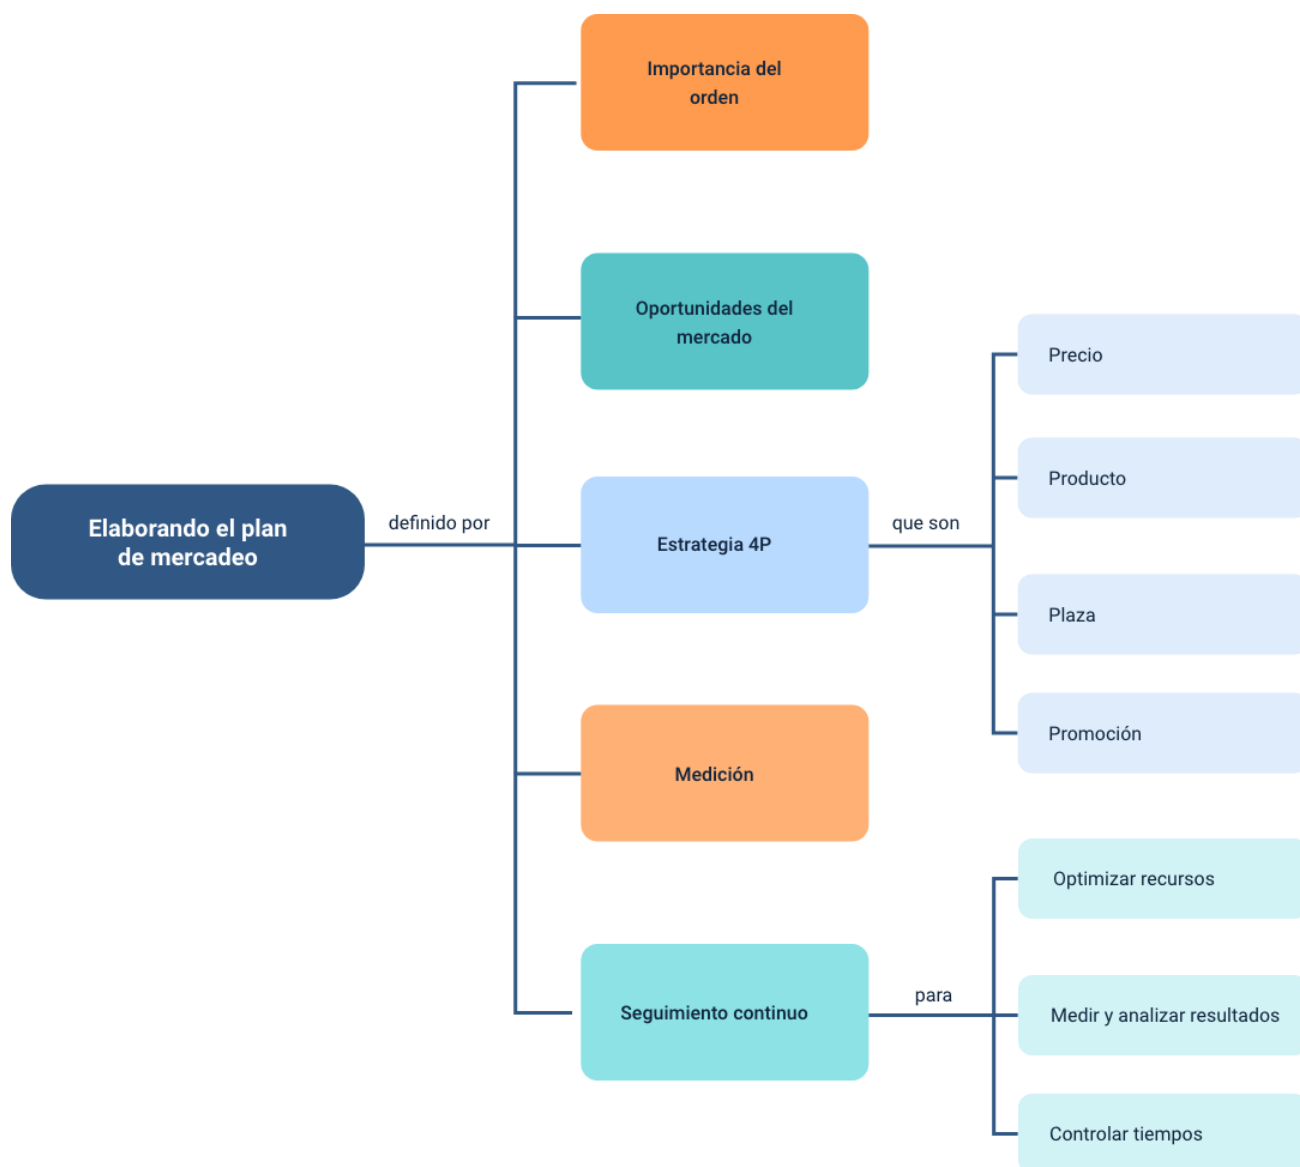 Importancia del
orden
Oportunidades del
mercado
Precio
Producto
Elaborando el plan
de mercadeo
definido por
Estrategia 4P
que son
Plaza
Promoción
Medición
Optimizar recursos
Seguimiento continuo
para
Medir y analizar resultados
Controlar tiempos